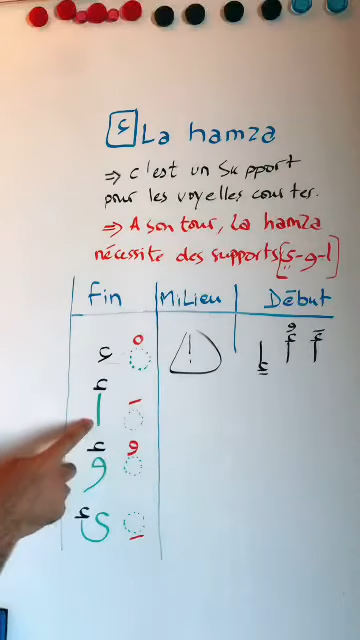 ء La hamza
⇒ c'est un support
pour les voyelles courtes.
⇒ A son tour, la hamza
nécessite des supports [ى-و-ا]
Fin | Milieu | Début
ء ْ ! أَ أُ إِ
أ َ
ؤ ُ
ئ ِ